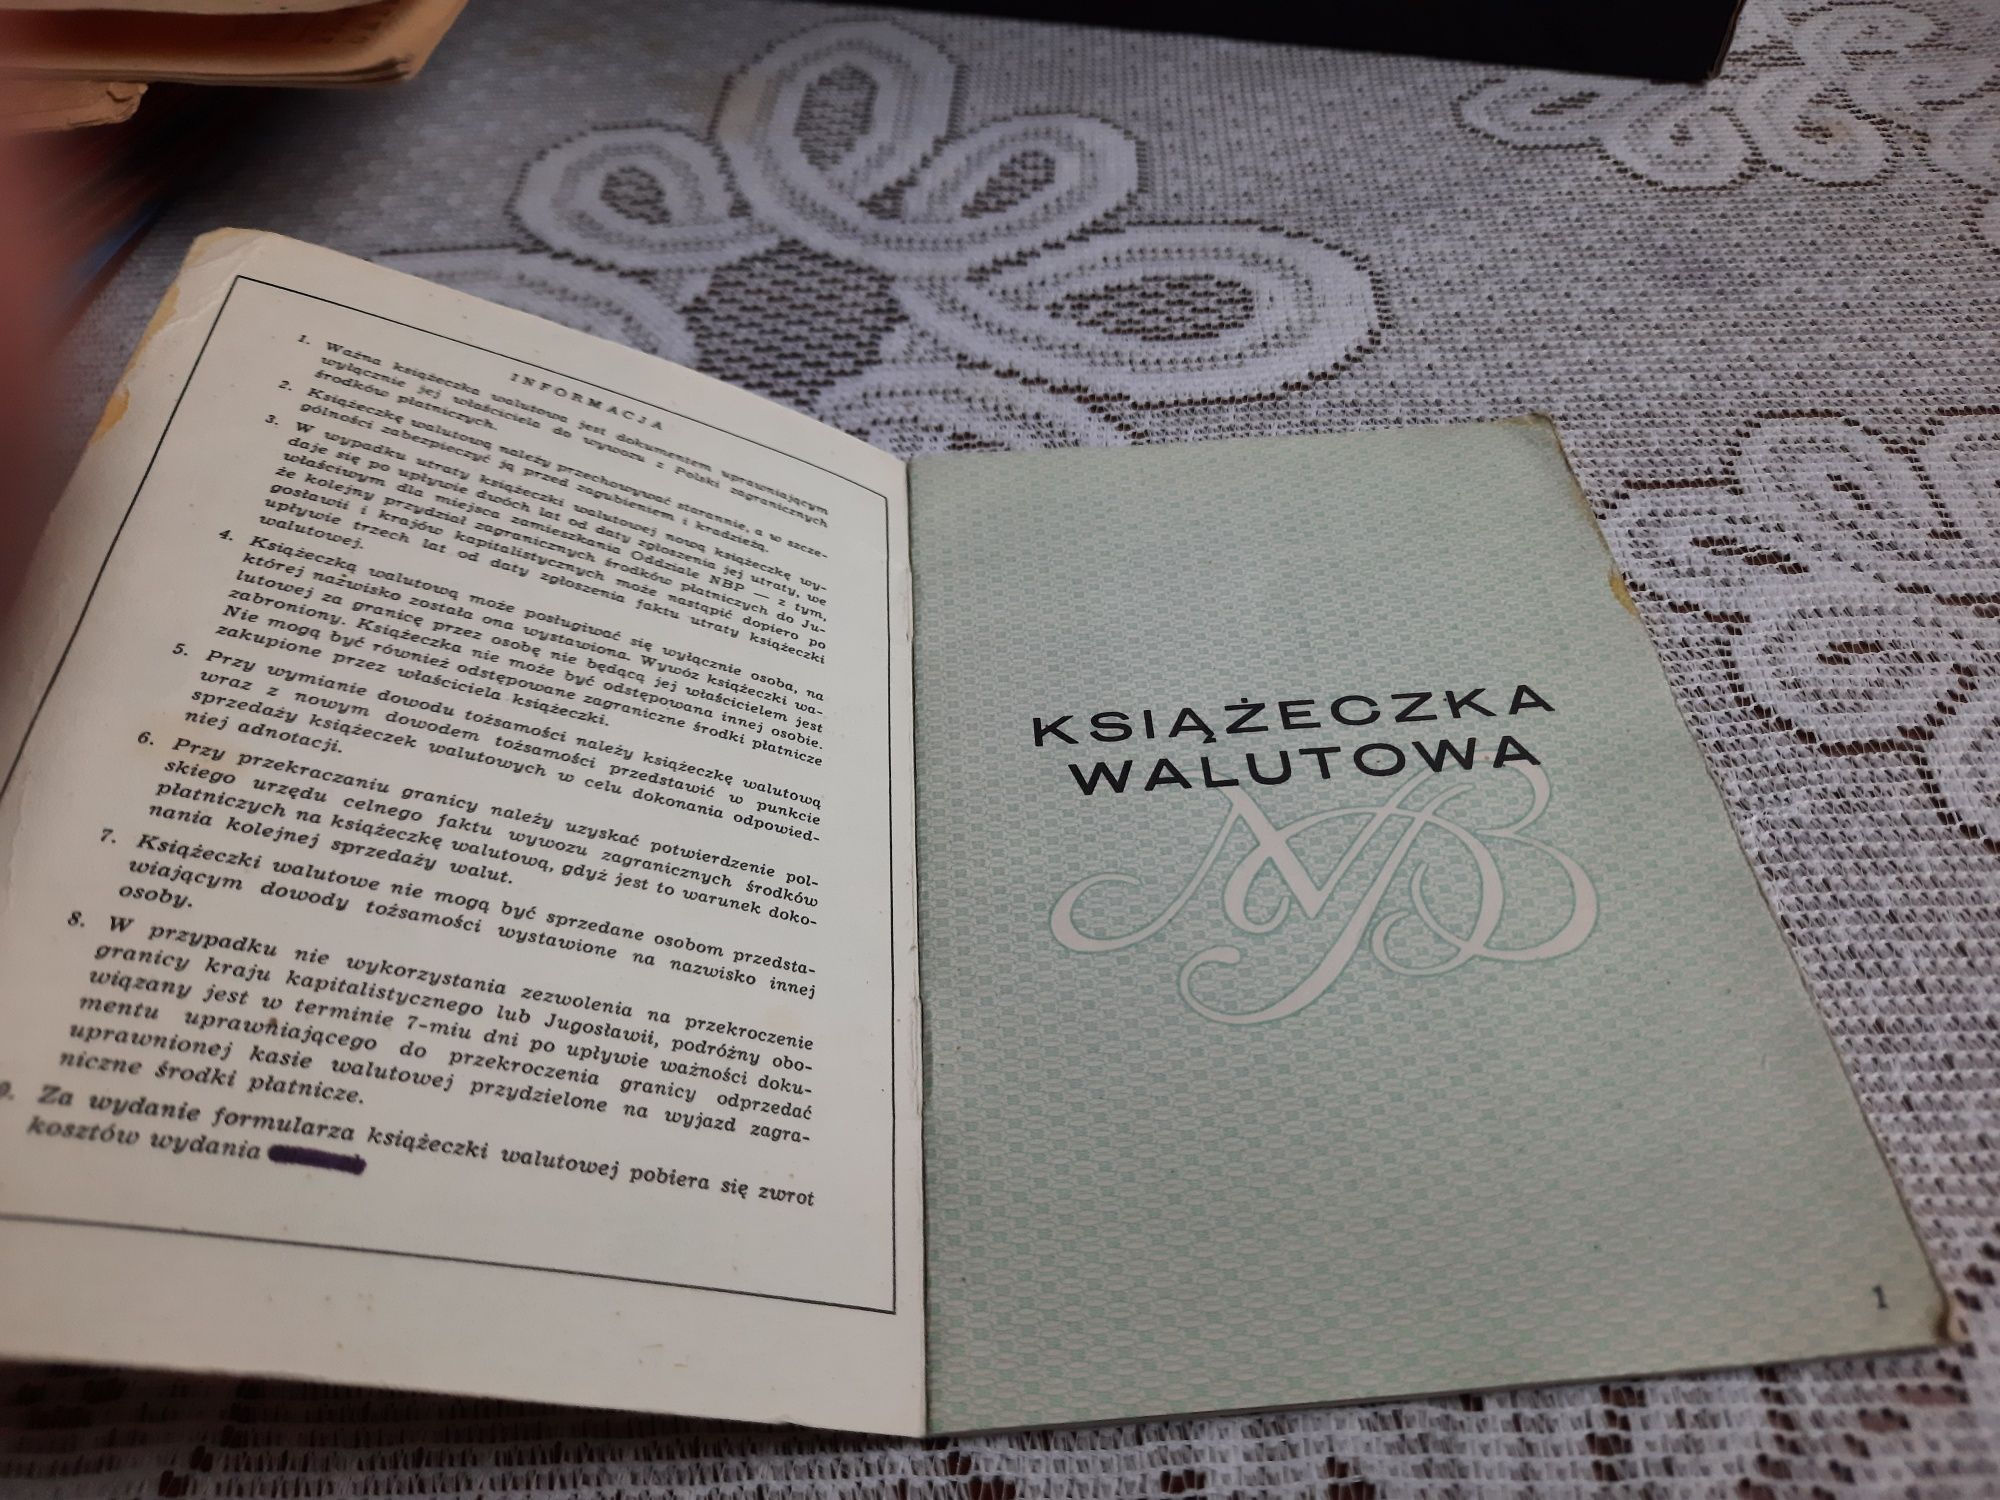 INFORMACJA
1. Ważna książeczka walutowa jest dokumentem uprawniającym
wyłącznie jej właściciela do wywozu z Polski zagranicznych
środków płatniczych.
2. Książeczkę walutową należy przechowywać starannie, a w szcze-
gólności zabezpieczyć ją przed zagubieniem i kradzieżą.
3. W wypadku utraty książeczki walutowej nową książeczkę wy-
daje się po upływie dwóch lat od daty zgłoszenia jej utraty, we
właściwym dla miejsca zamieszkania Oddziale NBP — z tym,
że kolejny przydział zagranicznych środków płatniczych do Ju-
gosławii i krajów kapitalistycznych może nastąpić dopiero po
upływie trzech lat od daty zgłoszenia faktu utraty książeczki
walutowej.
4. Książeczką walutową może posługiwać się wyłącznie osoba, na
której nazwisko została ona wystawiona. Wywóz książeczki wa-
lutowej za granicę przez osobę nie będącą jej właścicielem jest
zabroniony. Książeczka nie może być odstępowana innej osobie.
Nie mogą być również odstępowane zagraniczne środki płatnicze
zakupione przez właściciela książeczki.
5. Przy wymianie dowodu tożsamości należy książeczkę walutową
wraz z nowym dowodem tożsamości przedstawić w punkcie
sprzedaży książeczek walutowych w celu dokonania odpowied-
niej adnotacji.
6. Przy przekraczaniu granicy należy uzyskać potwierdzenie pol-
skiego urzędu celnego faktu wywozu zagranicznych środków
płatniczych na książeczkę walutową, gdyż jest to warunek doko-
nania kolejnej sprzedaży walut.
7. Książeczki walutowe nie mogą być sprzedane osobom przedsta-
wiającym dowody tożsamości wystawione na nazwisko innej
osoby.
8. W przypadku nie wykorzystania zezwolenia na przekroczenie
granicy kraju kapitalistycznego lub Jugosławii, podróżny obo-
wiązany jest w terminie 7-miu dni po upływie ważności doku-
mentu uprawniającego do przekroczenia granicy odprzedać
uprawnionej kasie walutowej przydzielone na wyjazd zagra-
niczne środki płatnicze.
9. Za wydanie formularza książeczki walutowej pobiera się zwrot
kosztów wydania
KSIĄŻECZKA
WALUTOWA
NBP
1